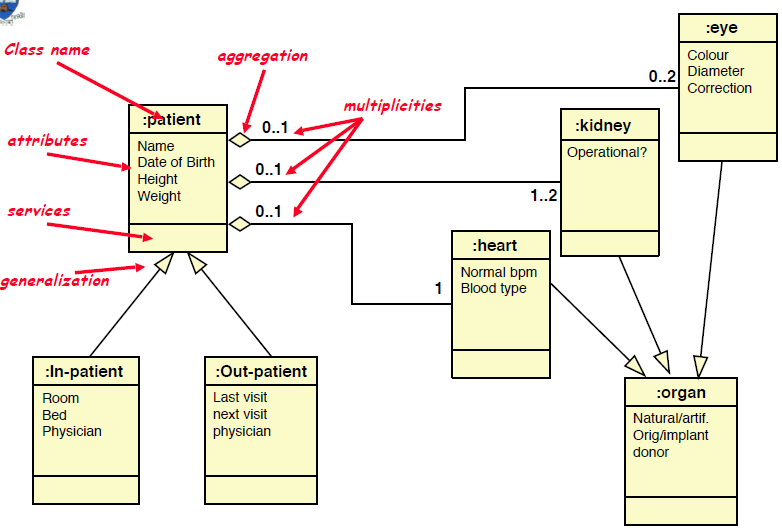 :eye
Colour
Diameter
Correction
Class name
aggregation
0..2
multiplicities
:patient
Name
Date of Birth
Height
Weight
attributes
services
generalization
0..1
0..1
0..1
:kidney
Operational?
1..2
:heart
Normal bpm
Blood type
1
:In-patient
Room
Bed
Physician
:Out-patient
Last visit
next visit
physician
:organ
Natural/artif.
Orig/implant
donor